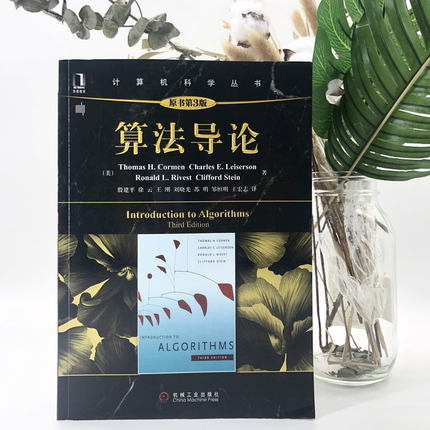 计算机科学丛书
原书第3版
算法导论
(美) Thomas H. Cormen Charles E. Leiserson
Ronald L. Rivest Clifford Stein 著
殷建平 徐云 王刚 刘晓光 苏明 邹恒明 王宏志 译
Introduction to Algorithms
Third Edition
THOMAS H. CORMEN
CHARLES E. LEISERSON
RONALD L. RIVEST
CLIFFORD STEIN
INTRODUCTION TO
ALGORITHMS
THIRD EDITION
机械工业出版社
China Machine Press